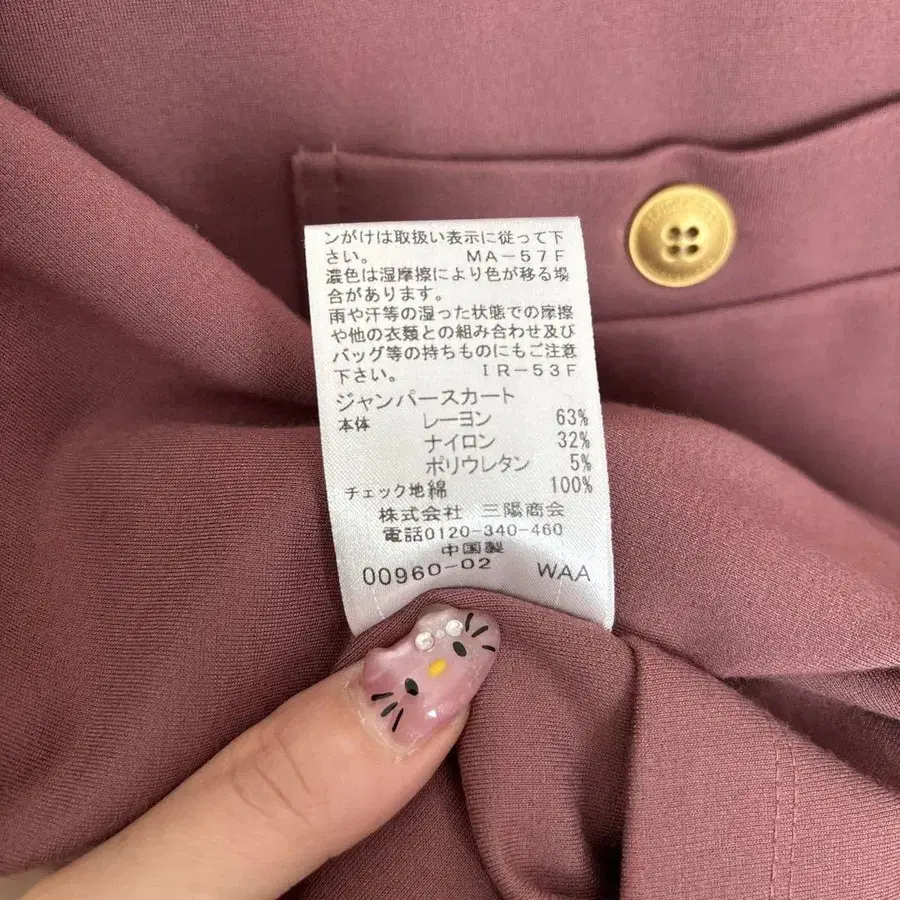 ンがけは取扱い表示に従って下
さい。 MA-57F
濃色は湿摩擦により色が移る場
合があります。
雨や汗等の湿った状態での摩擦
や他の衣類との組み合わせ及び
バッグ等の持ちものにもご注意
下さい。 IR-53F
ジャンパースカート
本体 レーヨン 63%
ナイロン 32%
ポリウレタン 5%
チェック地 綿 100%
株式会社 三陽商会
電話0120-340-460
中国製
00960-02 WAA